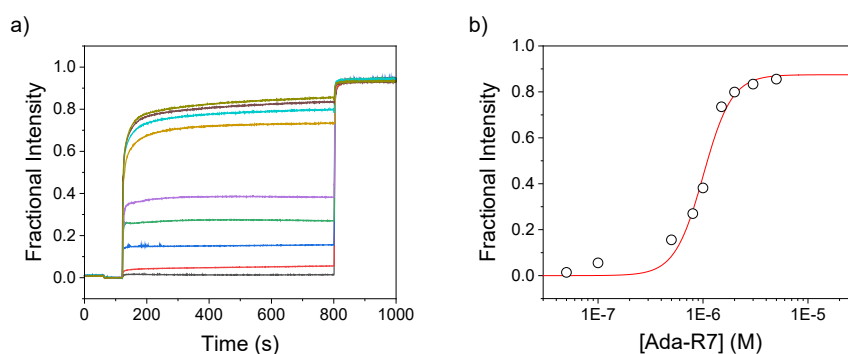 a)
Fractional Intensity
1.0
0.8
0.6
0.4
0.2
0.0
0 200 400 600 800 1000
Time (s)
b)
Fractional Intensity
1.0
0.8
0.6
0.4
0.2
0.0
1E-7 1E-6 1E-5
[Ada-R7] (M)